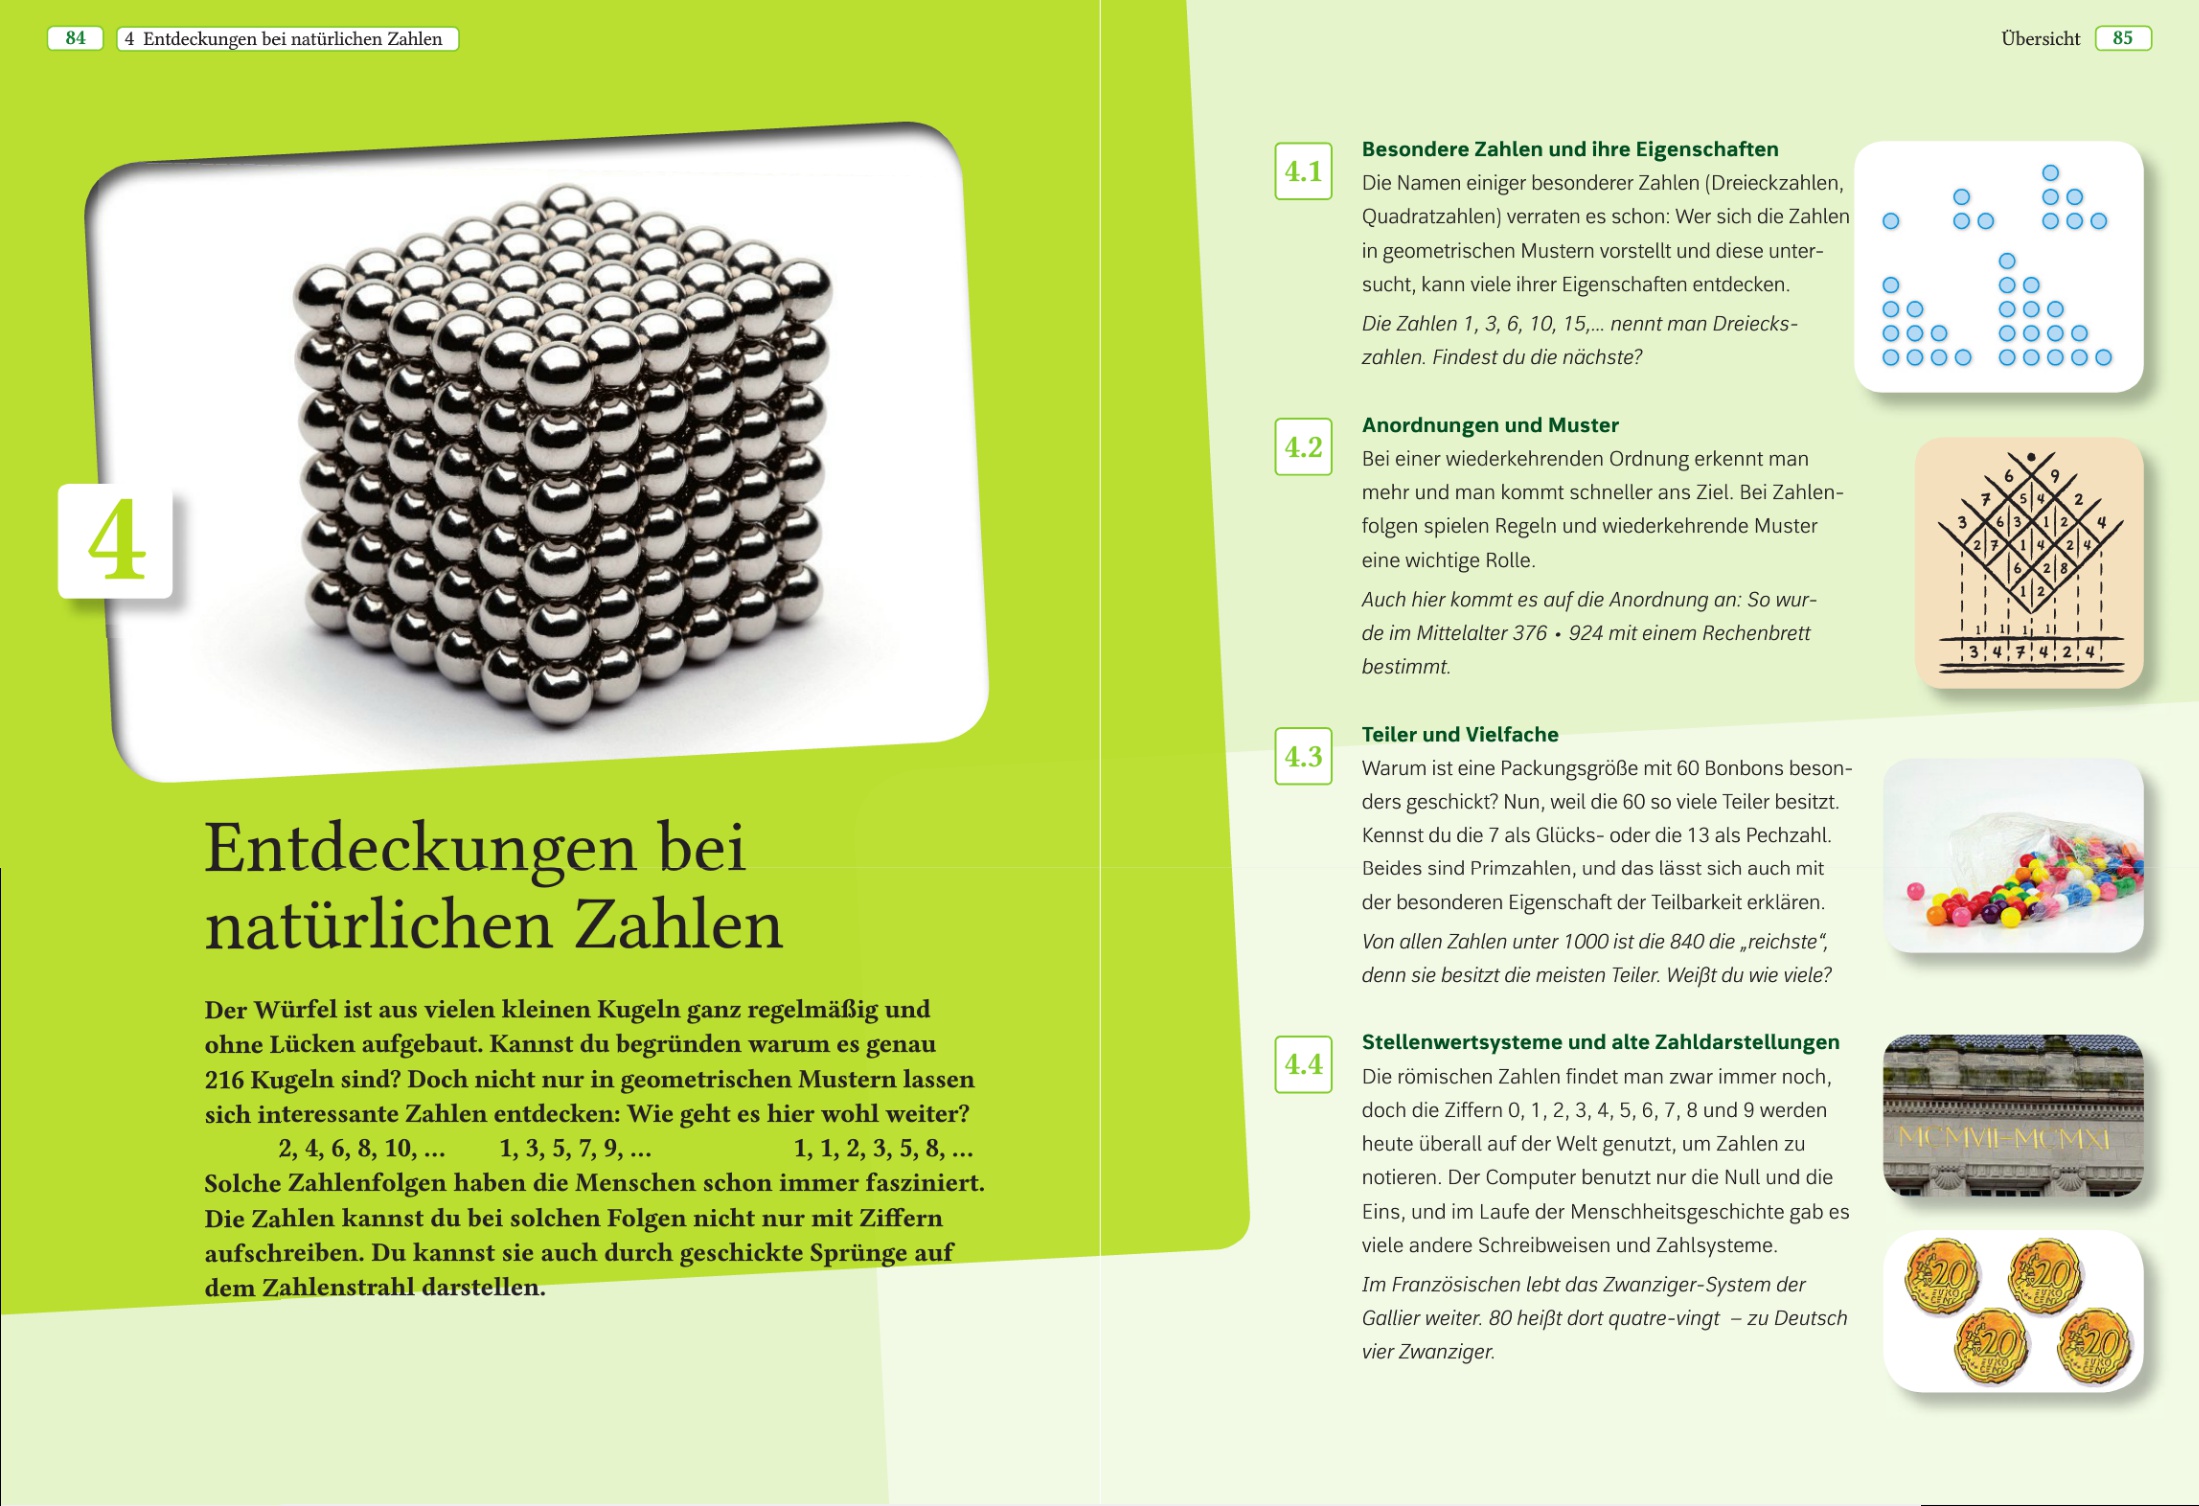 84
4 Entdeckungen bei natürlichen Zahlen
4
Entdeckungen bei
natürlichen Zahlen
Der Würfel ist aus vielen kleinen Kugeln ganz regelmäßig und
ohne Lücken aufgebaut. Kannst du begründen warum es genau
216 Kugeln sind? Doch nicht nur in geometrischen Mustern lassen
sich interessante Zahlen entdecken: Wie geht es hier wohl weiter?
2, 4, 6, 8, 10, ... 1, 3, 5, 7, 9, ... 1, 1, 2, 3, 5, 8, ...
Solche Zahlenfolgen haben die Menschen schon immer fasziniert.
Die Zahlen kannst du bei solchen Folgen nicht nur mit Ziffern
aufschreiben. Du kannst sie auch durch geschickte Sprünge auf
dem Zahlenstrahl darstellen.
Übersicht 85
4.1
Besondere Zahlen und ihre Eigenschaften
Die Namen einiger besonderer Zahlen (Dreieckzahlen,
Quadratzahlen) verraten es schon: Wer sich die Zahlen
in geometrischen Mustern vorstellt und diese unter-
sucht, kann viele ihrer Eigenschaften entdecken.
Die Zahlen 1, 3, 6, 10, 15,... nennt man Dreiecks-
zahlen. Findest du die nächste?
4.2
Anordnungen und Muster
Bei einer wiederkehrenden Ordnung erkennt man
mehr und man kommt schneller ans Ziel. Bei Zahlen-
folgen spielen Regeln und wiederkehrende Muster
eine wichtige Rolle.
Auch hier kommt es auf die Anordnung an: So wur-
de im Mittelalter 376 • 924 mit einem Rechenbrett
bestimmt.
6 9
7 5 4 2
3 6 3 1 2 4
2 7 1 4 2 4
6 2 8
1 2
1 1 1 1
3 4 7 4 2 4
4.3
Teiler und Vielfache
Warum ist eine Packungsgröße mit 60 Bonbons beson-
ders geschickt? Nun, weil die 60 so viele Teiler besitzt.
Kennst du die 7 als Glücks- oder die 13 als Pechzahl.
Beides sind Primzahlen, und das lässt sich auch mit
der besonderen Eigenschaft der Teilbarkeit erklären.
Von allen Zahlen unter 1000 ist die 840 die „reichste“,
denn sie besitzt die meisten Teiler. Weißt du wie viele?
4.4
Stellenwertsysteme und alte Zahldarstellungen
Die römischen Zahlen findet man zwar immer noch,
doch die Ziffern 0, 1, 2, 3, 4, 5, 6, 7, 8 und 9 werden
heute überall auf der Welt genutzt, um Zahlen zu
notieren. Der Computer benutzt nur die Null und die
Eins, und im Laufe der Menschheitsgeschichte gab es
viele andere Schreibweisen und Zahlsysteme.
Im Französischen lebt das Zwanziger-System der
Gallier weiter. 80 heißt dort quatre-vingt – zu Deutsch
vier Zwanziger.
MCMVII-MCMXI
20 EURO CENT
20 EURO CENT
20 EURO CENT
20 EURO CENT